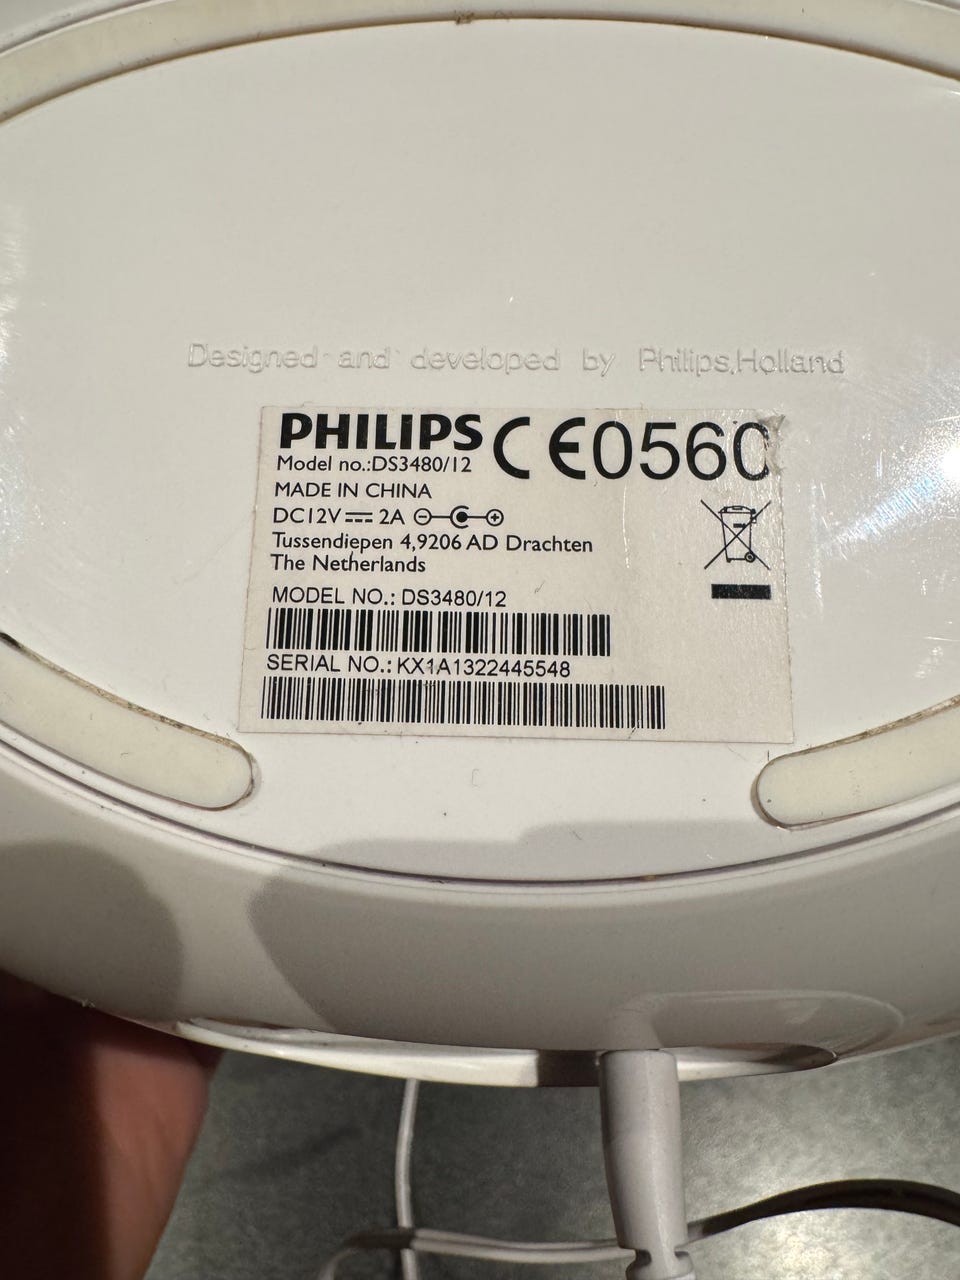 Designed and developed by Philips,Holland
PHILIPS CE0560
Model no.:DS3480/12
MADE IN CHINA
DC12V 2A
Tussendiepen 4,9206 AD Drachten
The Netherlands
MODEL NO.: DS3480/12
SERIAL NO.: KX1A1322445548